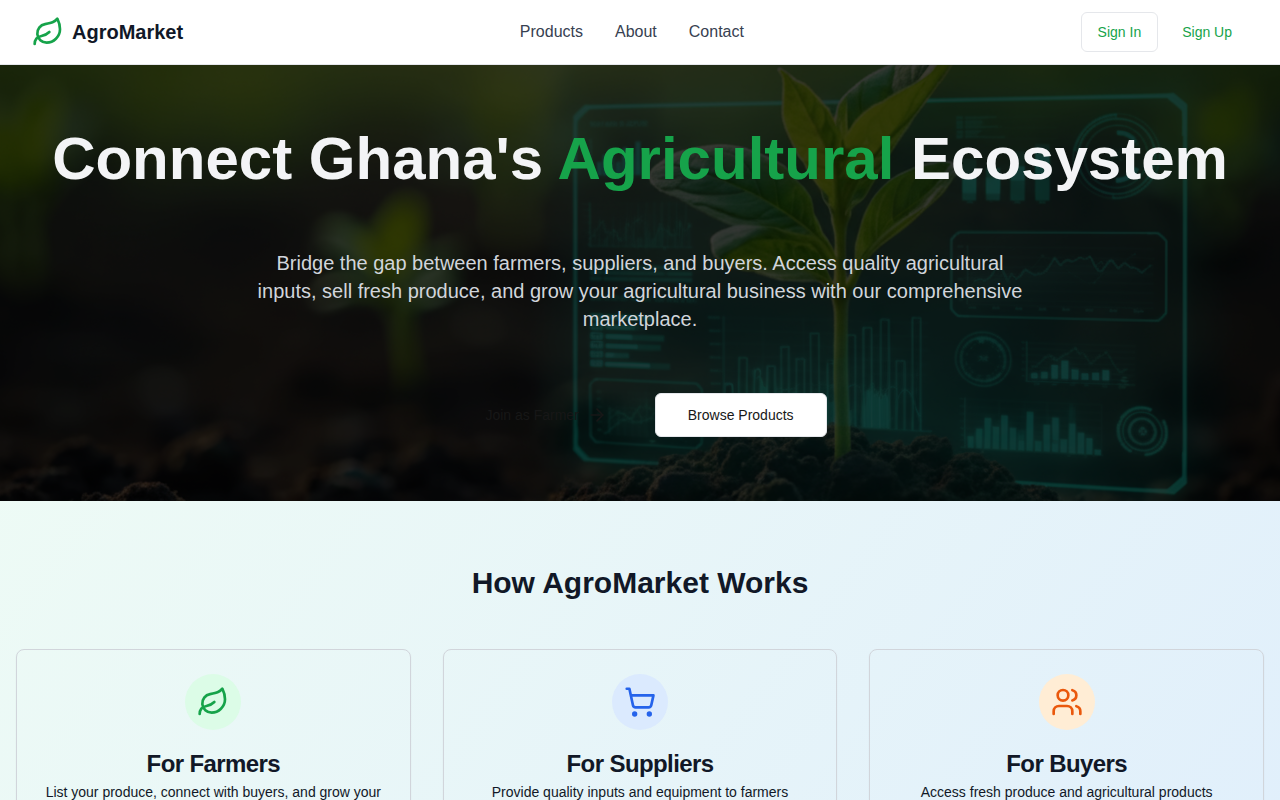 AgroMarket
Products
About
Contact
Sign In
Sign Up
Connect Ghana's Agricultural Ecosystem
Bridge the gap between farmers, suppliers, and buyers. Access quality agricultural
inputs, sell fresh produce, and grow your agricultural business with our comprehensive
marketplace.
Join as Farmer
Browse Products
How AgroMarket Works
For Farmers
List your produce, connect with buyers, and grow your
For Suppliers
Provide quality inputs and equipment to farmers
For Buyers
Access fresh produce and agricultural products